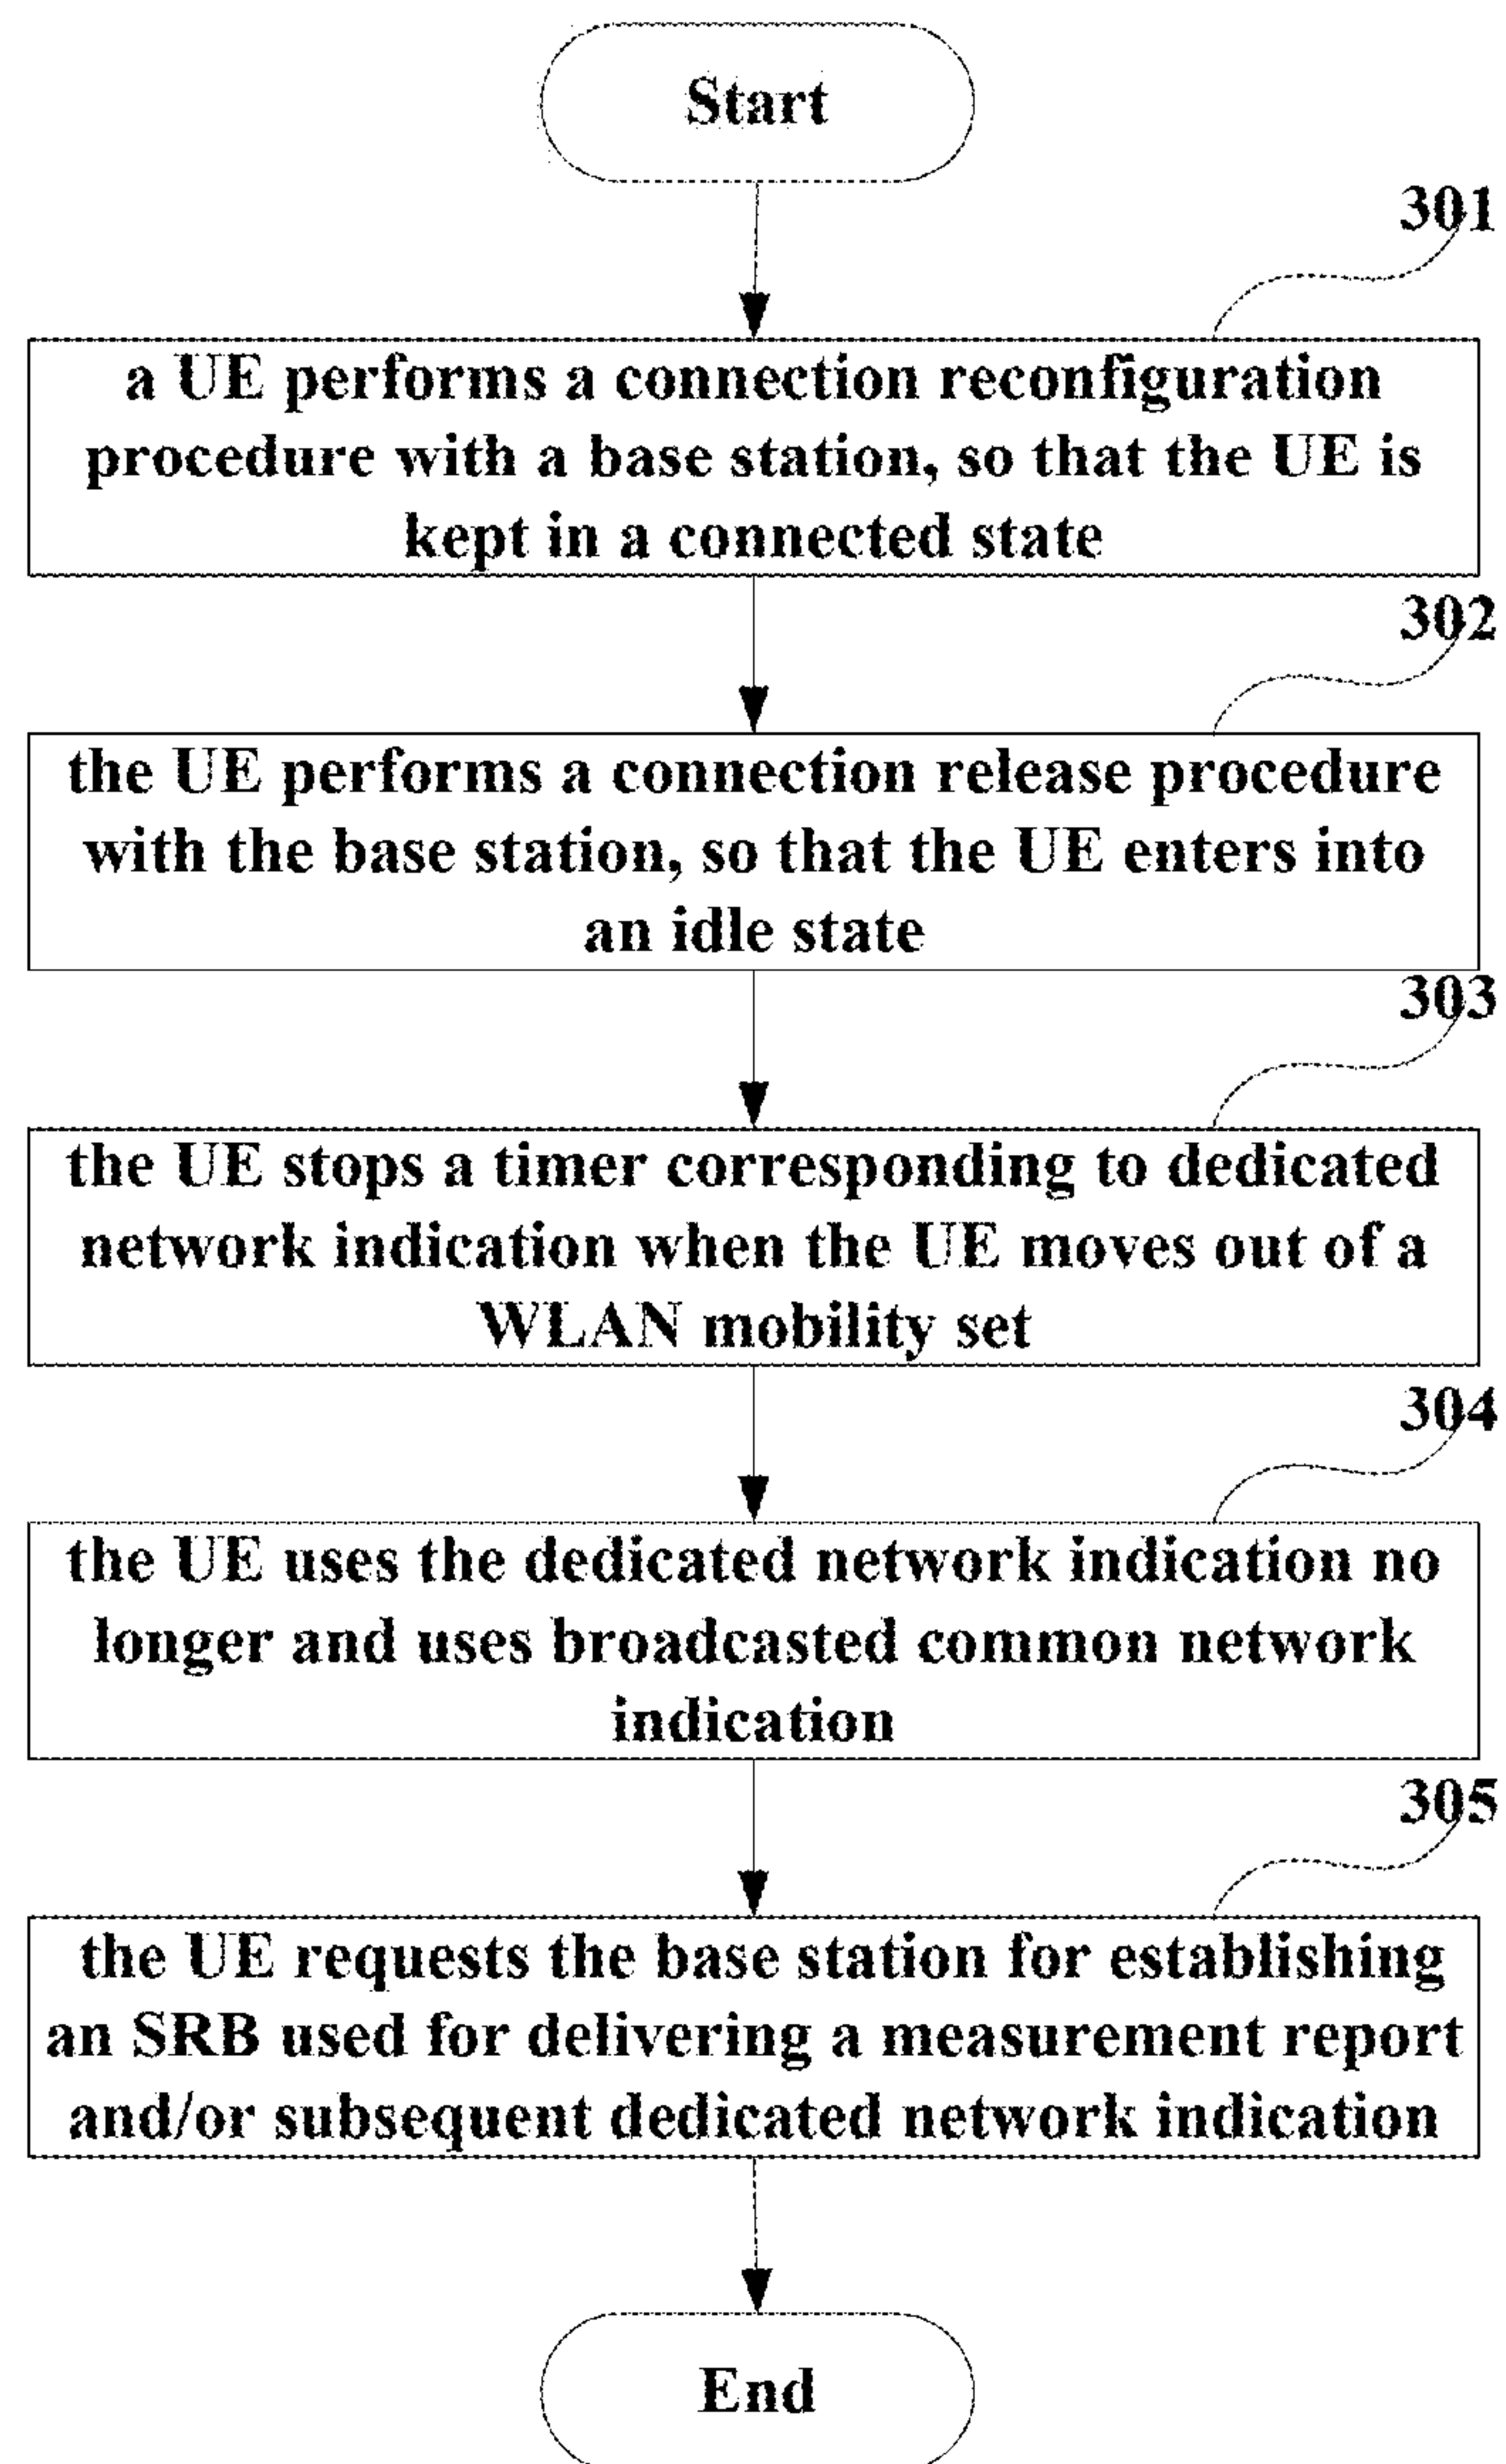 Start
301
a UE performs a connection reconfiguration
procedure with a base station, so that the UE is
kept in a connected state
302
the UE performs a connection release procedure
with the base station, so that the UE enters into
an idle state
303
the UE stops a timer corresponding to dedicated
network indication when the UE moves out of a
WLAN mobility set
304
the UE uses the dedicated network indication no
longer and uses broadcasted common network
indication
305
the UE requests the base station for establishing
an SRB used for delivering a measurement report
and/or subsequent dedicated network indication
End